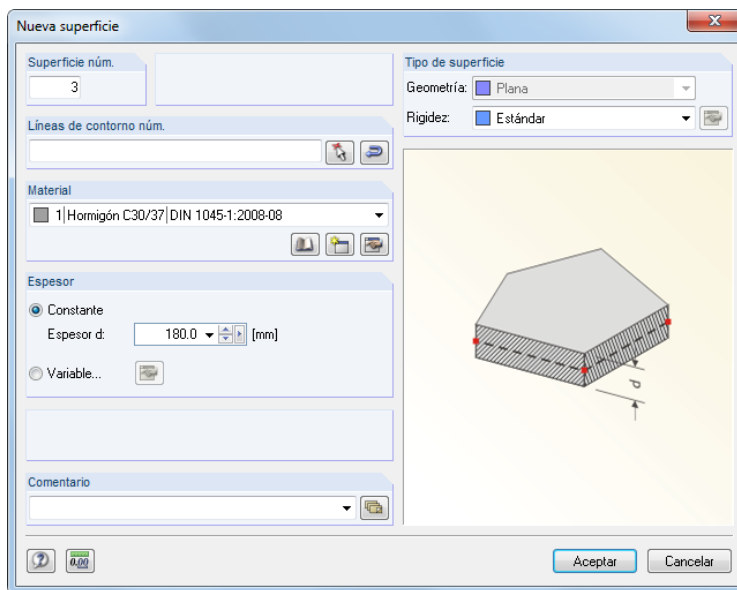 Nueva superficie
Superficie núm.
3
Líneas de contorno núm.
Material
1 | Hormigón C30/37 | DIN 1045-1:2008-08
Espesor
Constante
Espesor d: 180.0 [mm]
Variable...
Comentario
Tipo de superficie
Geometría: Plana
Rigidez: Estándar
d
0.00
Aceptar
Cancelar